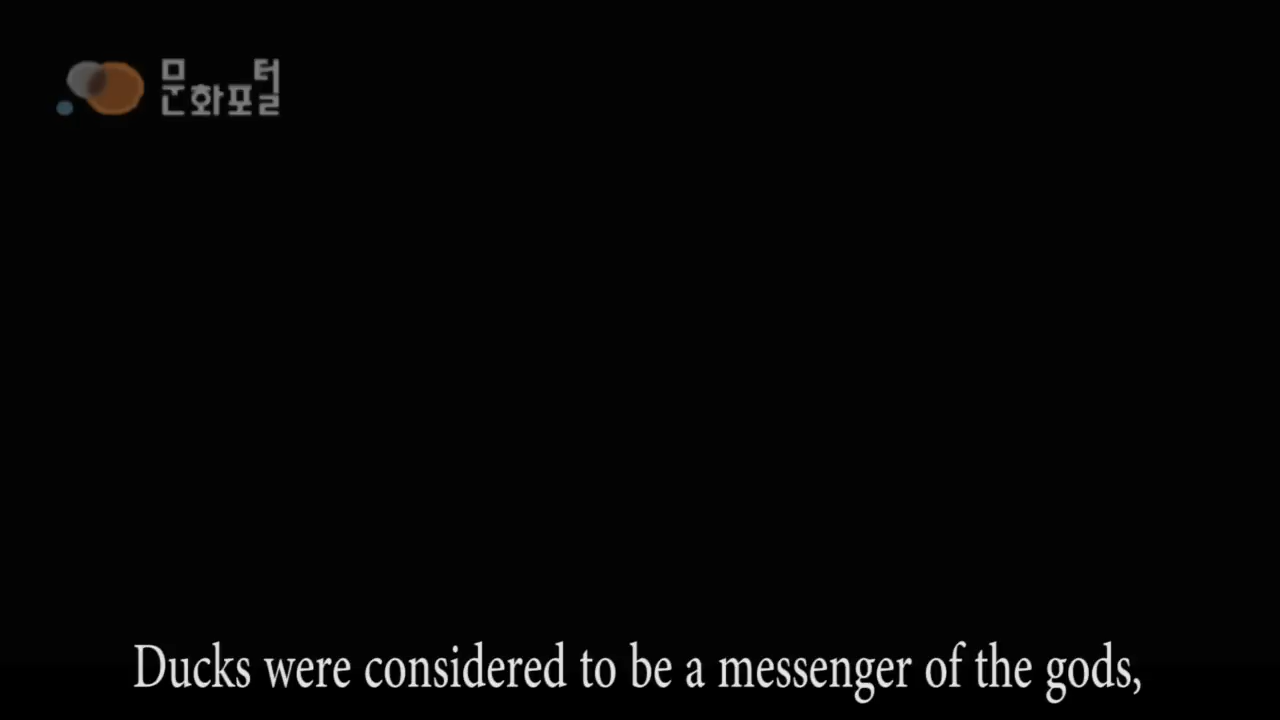 문화포털
Ducks were considered to be a messenger of the gods,